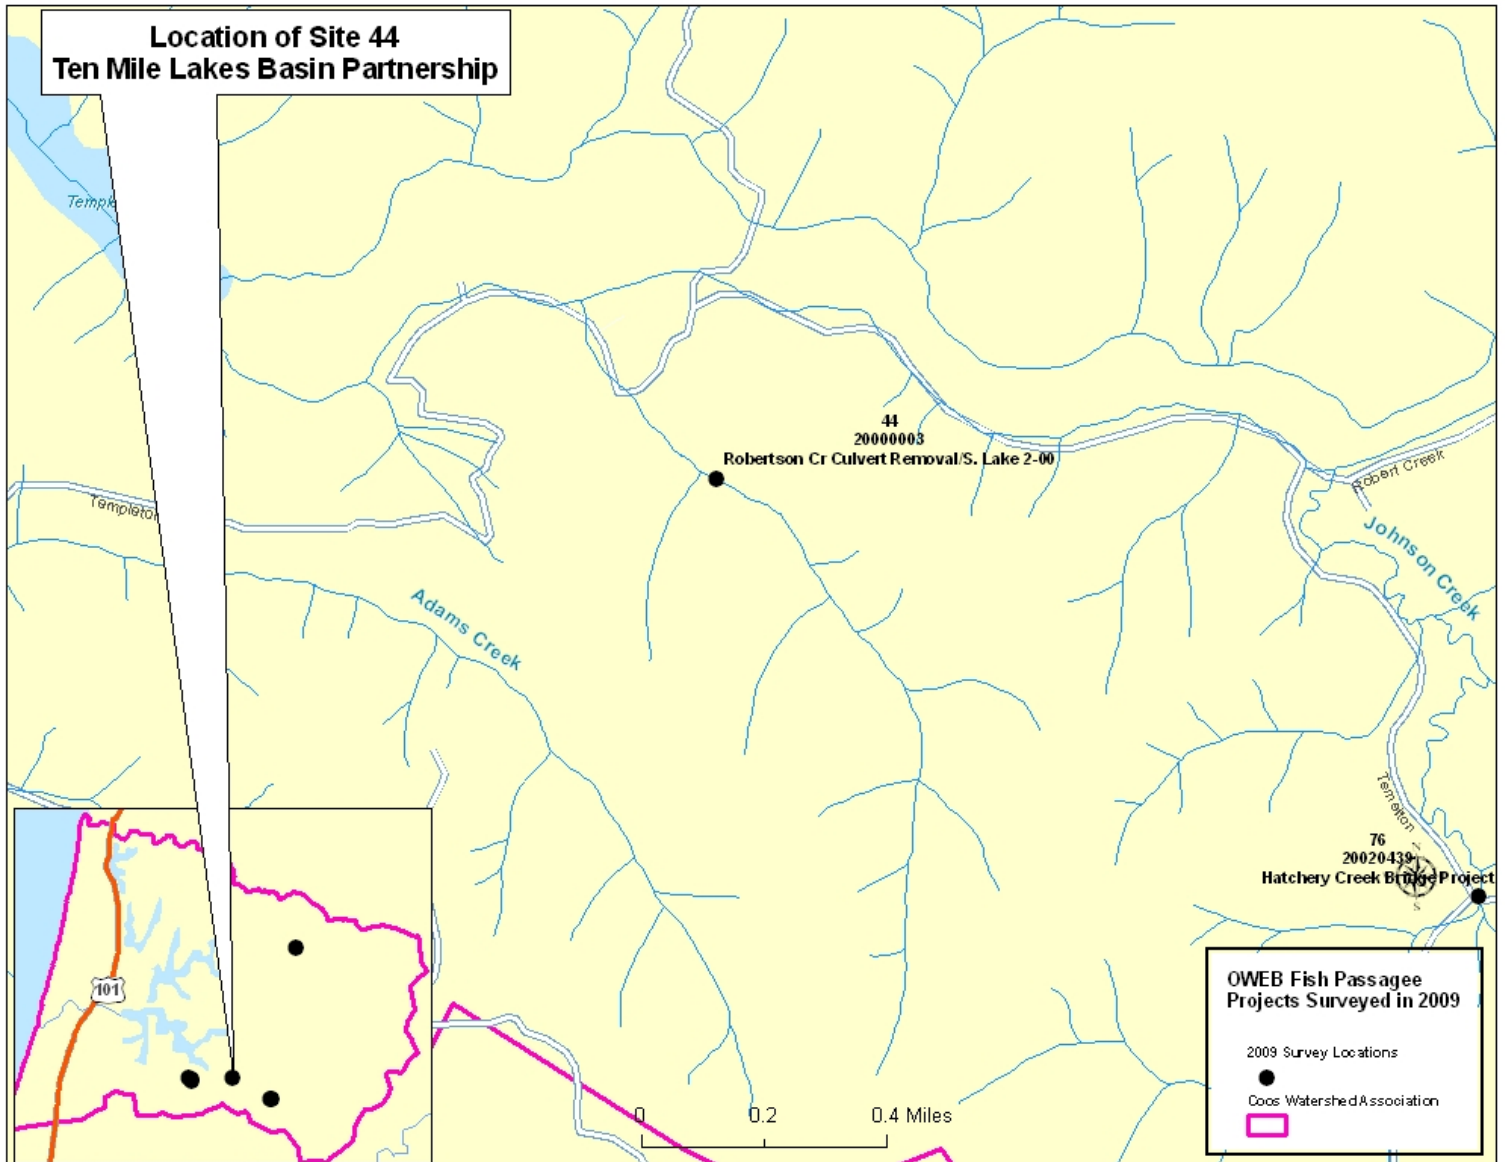 Location of Site 44
Ten Mile Lakes Basin Partnership
44
20000003
Robertson Cr Culvert Removal/S. Lake 2-00
Robert Creek
Johnson Creek
Adams Creek
76
20020439
Hatchery Creek Bridge Project
N
S
101
0 0.2 0.4 Miles
OWEB Fish Passagee
Projects Surveyed in 2009
2009 Survey Locations
Coos Watershed Association